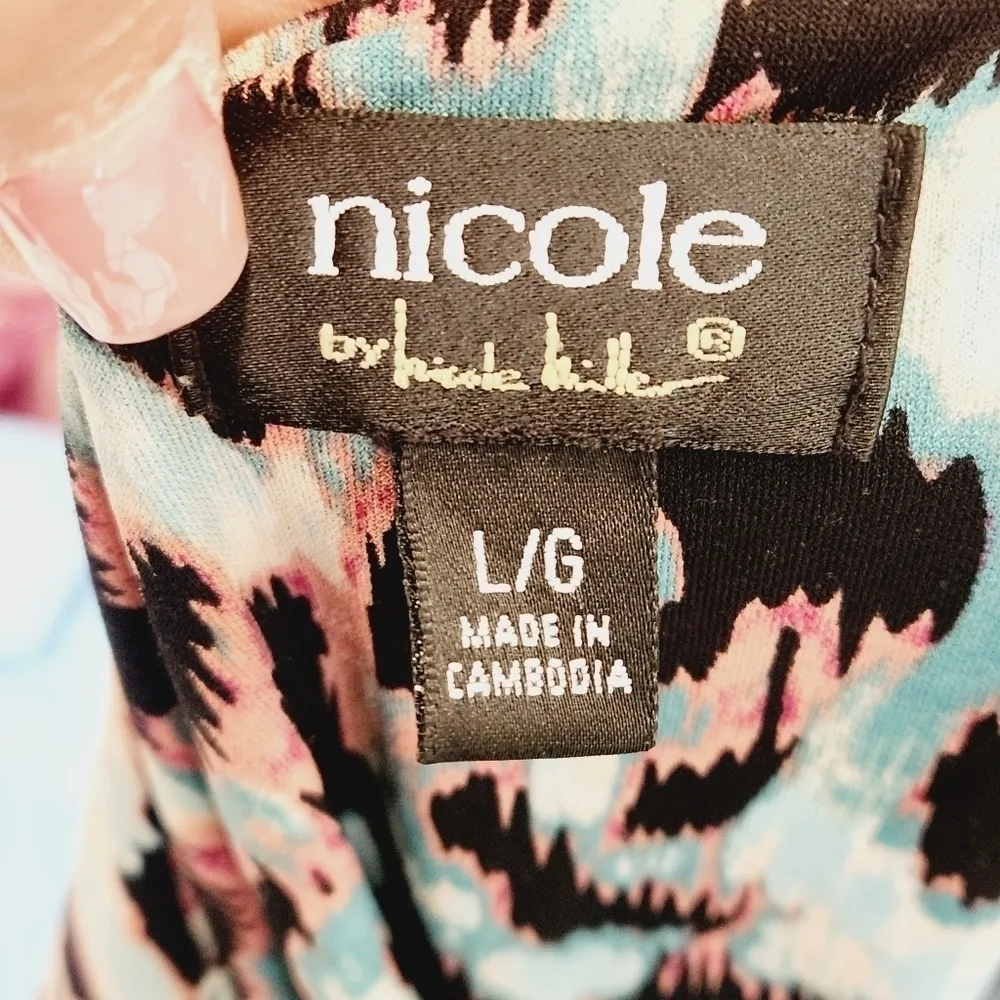 nicole
by nicole miller ®
L/G
MADE IN
CAMBODIA